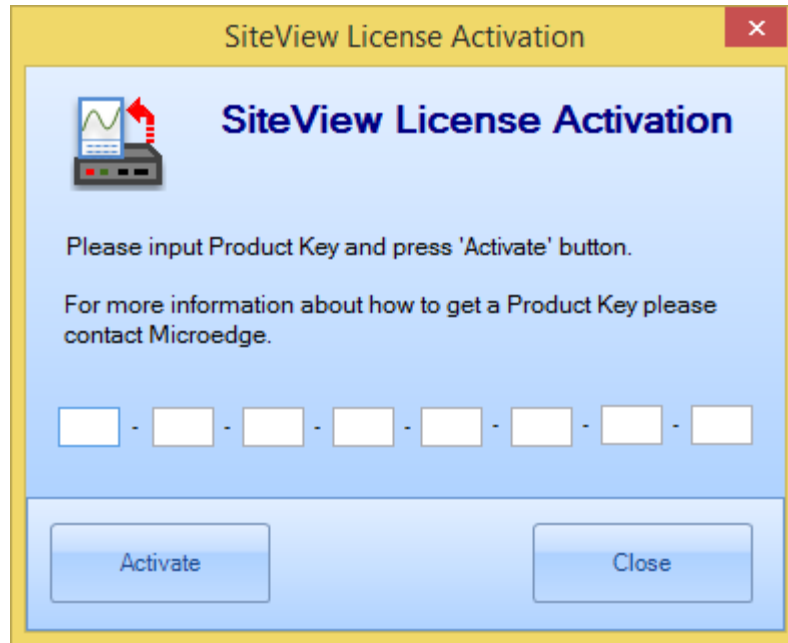 SiteView License Activation
SiteView License Activation
Please input Product Key and press 'Activate' button.
For more information about how to get a Product Key please
contact Microedge.
- - - - - - -
Activate Close